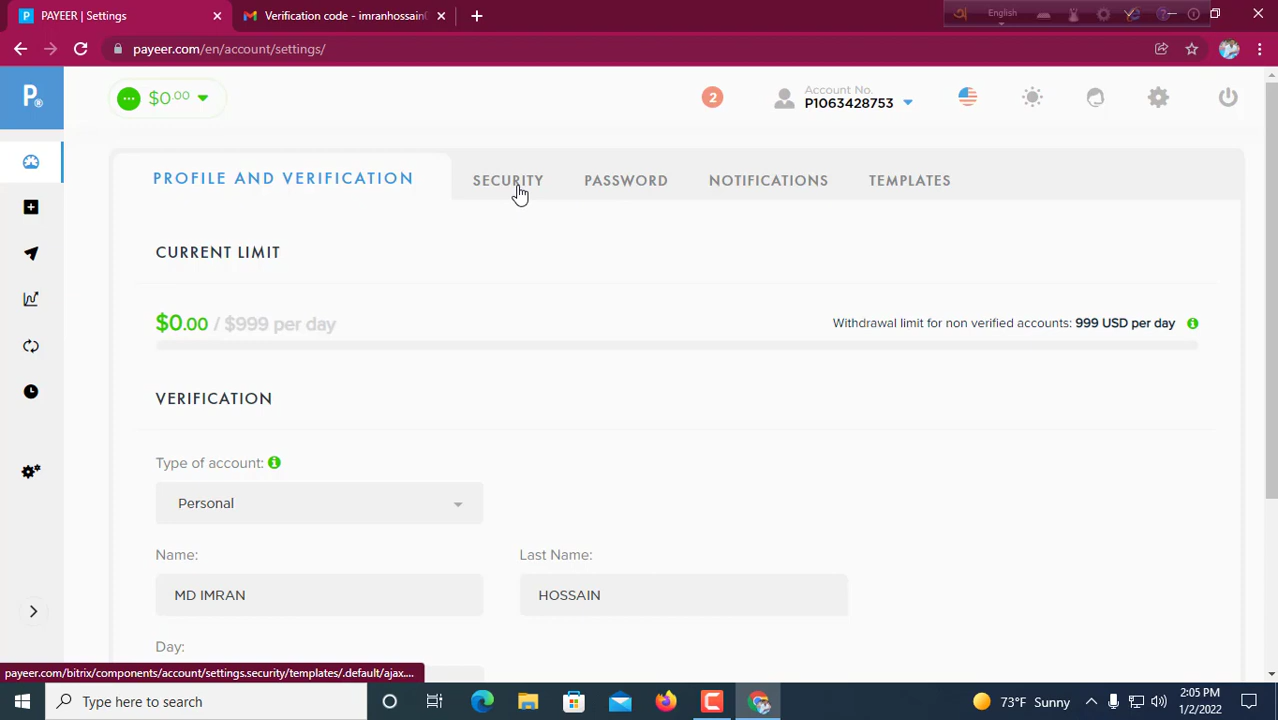 PAYEER | Settings
Verification code - imranhossain
English
payeer.com/en/account/settings/
P®
$0.00
2
Account No.
P1063428753
PROFILE AND VERIFICATION
SECURITY
PASSWORD
NOTIFICATIONS
TEMPLATES
CURRENT LIMIT
$0.00 / $999 per day
Withdrawal limit for non verified accounts: 999 USD per day
VERIFICATION
Type of account:
Personal
Name:
Last Name:
MD IMRAN
HOSSAIN
Day:
payeer.com/bitrix/components/account/settings.security/templates/.default/ajax....
Type here to search
73°F Sunny
2:05 PM
1/2/2022